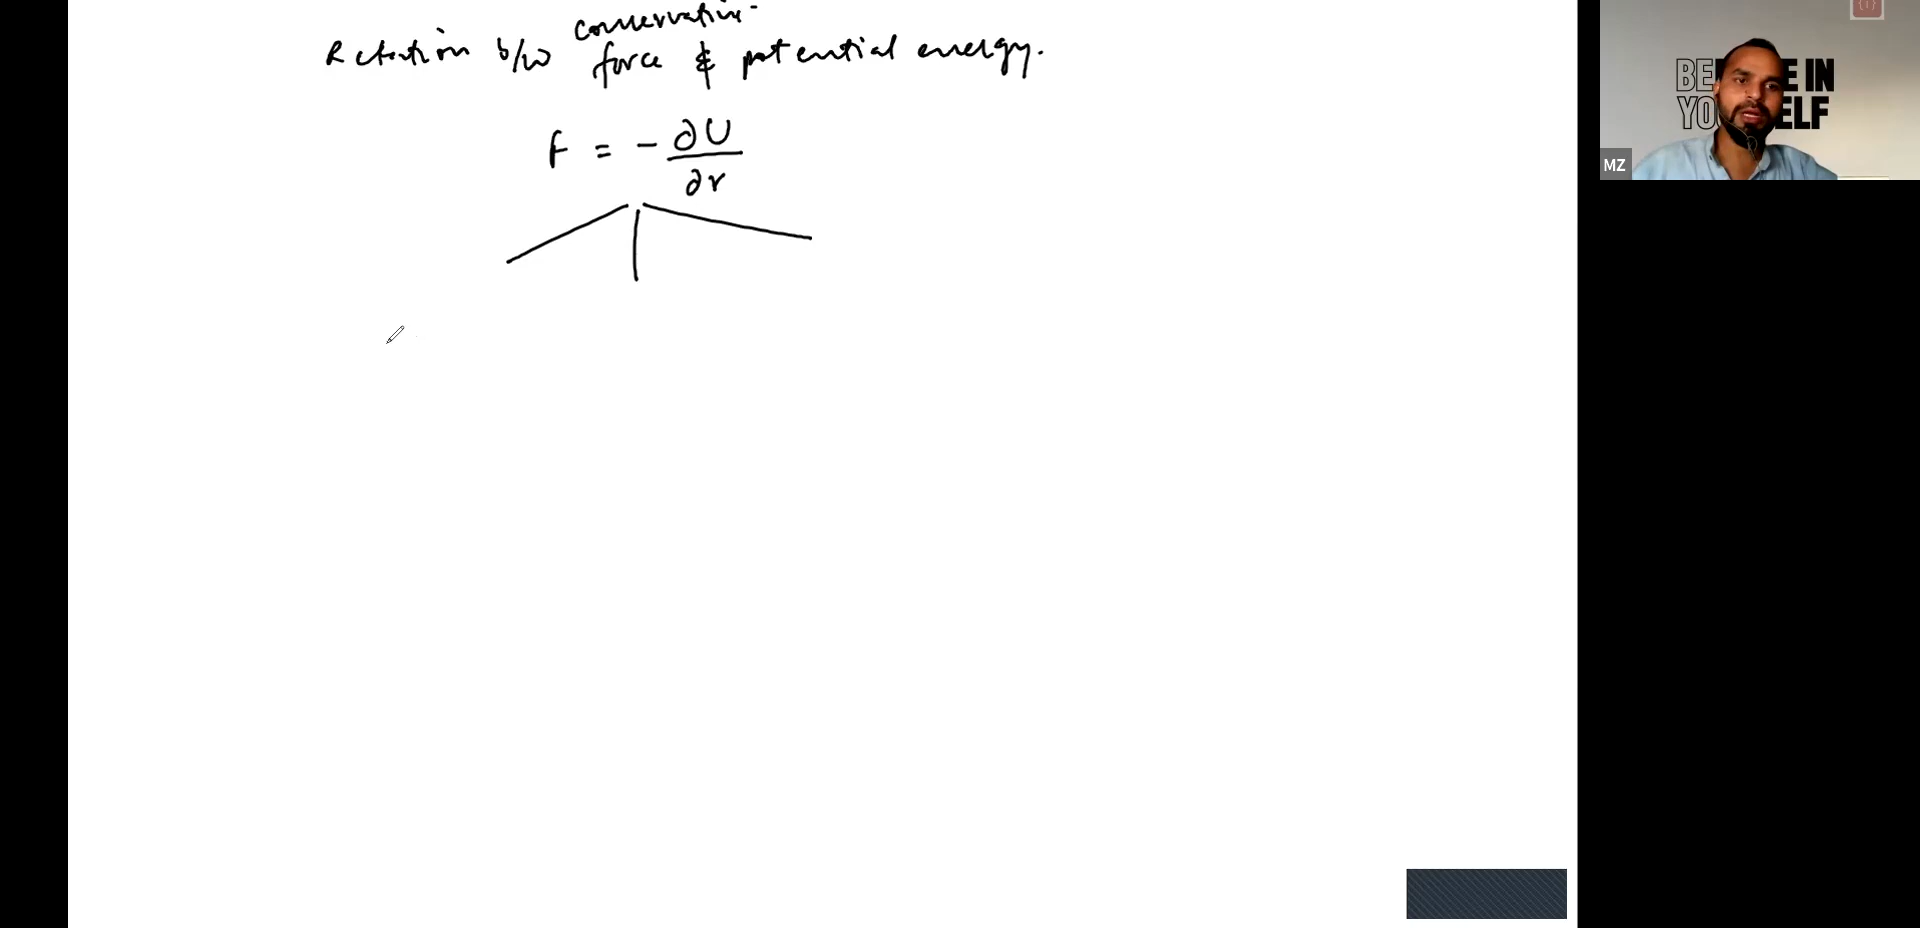 conservative
Relation b/w force & potential energy.
F = - ∂U
∂r
BE IN
YO ELF
MZ